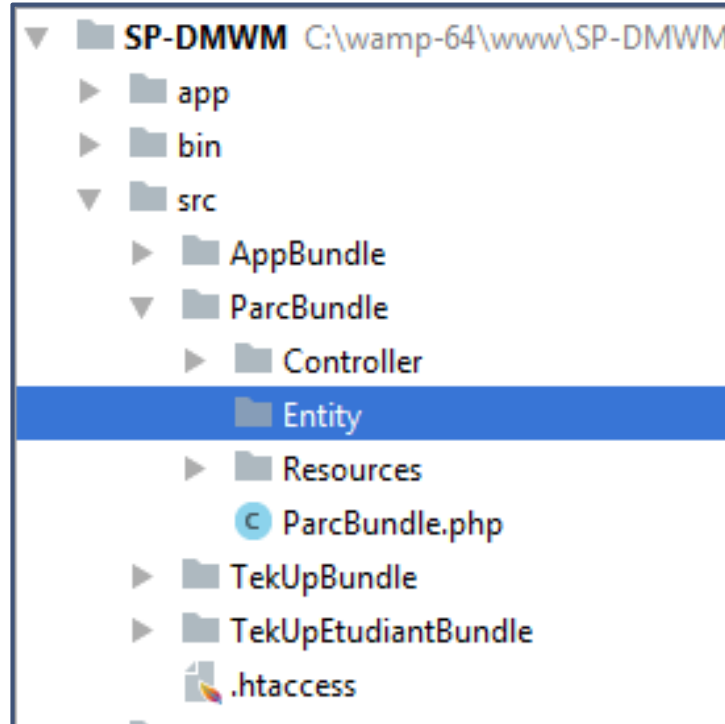 SP-DMWM C:\wamp-64\www\SP-DMWM
app
bin
src
AppBundle
ParcBundle
Controller
Entity
Resources
C ParcBundle.php
TekUpBundle
TekUpEtudiantBundle
.htaccess